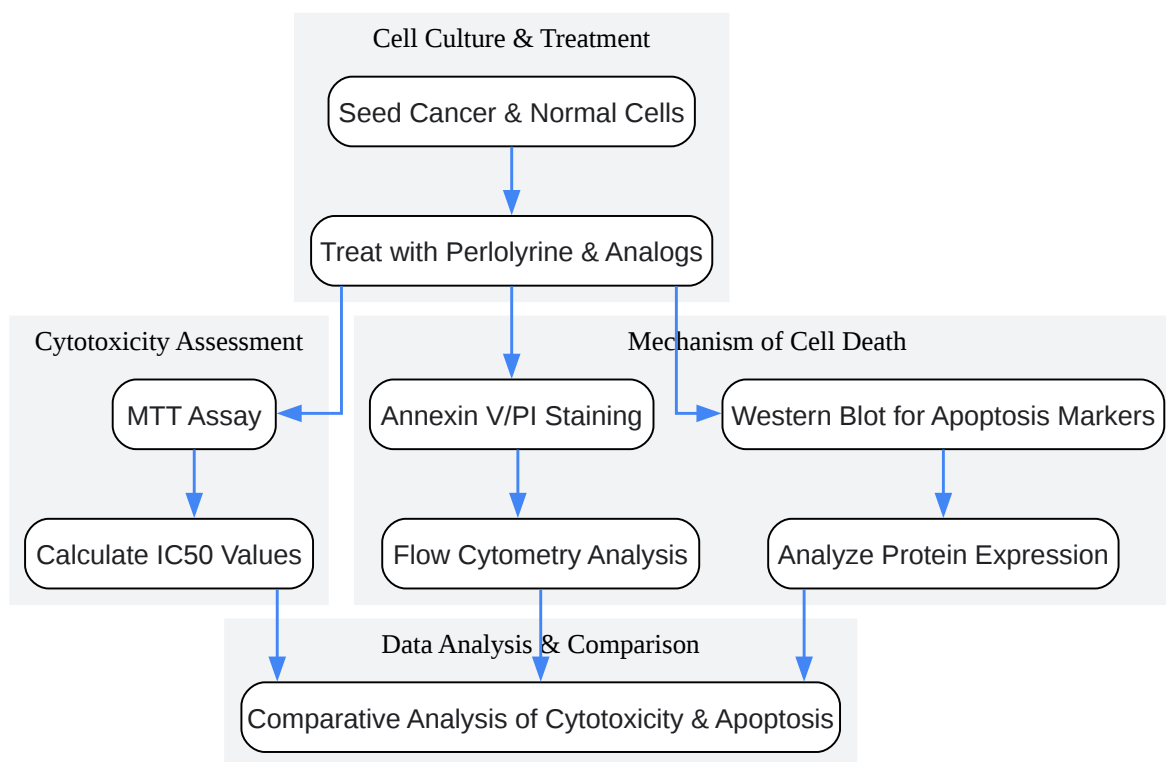 Cell Culture & Treatment
Seed Cancer & Normal Cells
Treat with Perlolyrine & Analogs
Cytotoxicity Assessment
Mechanism of Cell Death
MTT Assay
Annexin V/PI Staining
Western Blot for Apoptosis Markers
Calculate IC50 Values
Flow Cytometry Analysis
Analyze Protein Expression
Data Analysis & Comparison
Comparative Analysis of Cytotoxicity & Apoptosis